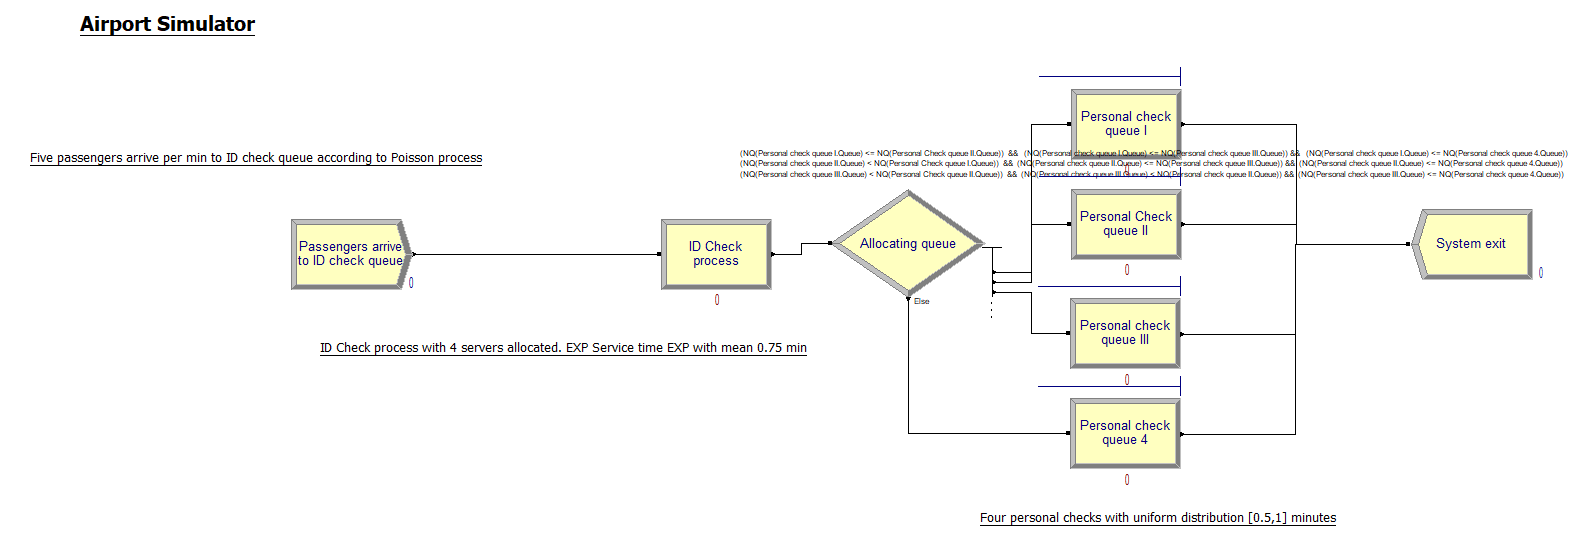 Airport Simulator
Five passengers arrive per min to ID check queue according to Poisson process
Personal check
queue I
0
(NQ(Personal check queue I.Queue) <= NQ(Personal Check queue II.Queue)) && (NQ(Personal check queue I.Queue) <= NQ(Personal check queue III.Queue)) && (NQ(Personal check queue I.Queue) <= NQ(Personal check queue 4.Queue))
(NQ(Personal check queue II.Queue) < NQ(Personal Check queue I.Queue)) && (NQ(Personal check queue II.Queue) <= NQ(Personal check queue III.Queue)) && (NQ(Personal check queue II.Queue) <= NQ(Personal check queue 4.Queue))
(NQ(Personal check queue III.Queue) < NQ(Personal Check queue II.Queue)) && (NQ(Personal check queue III.Queue) < NQ(Personal check queue II.Queue)) && (NQ(Personal check queue III.Queue) <= NQ(Personal check queue 4.Queue))
Passengers arrive
to ID check queue
0
ID Check
process
0
Allocating queue
Else
Personal Check
queue II
0
Personal check
queue III
0
Personal check
queue 4
0
System exit
0
ID Check process with 4 servers allocated. EXP Service time EXP with mean 0.75 min
Four personal checks with uniform distribution [0.5,1] minutes